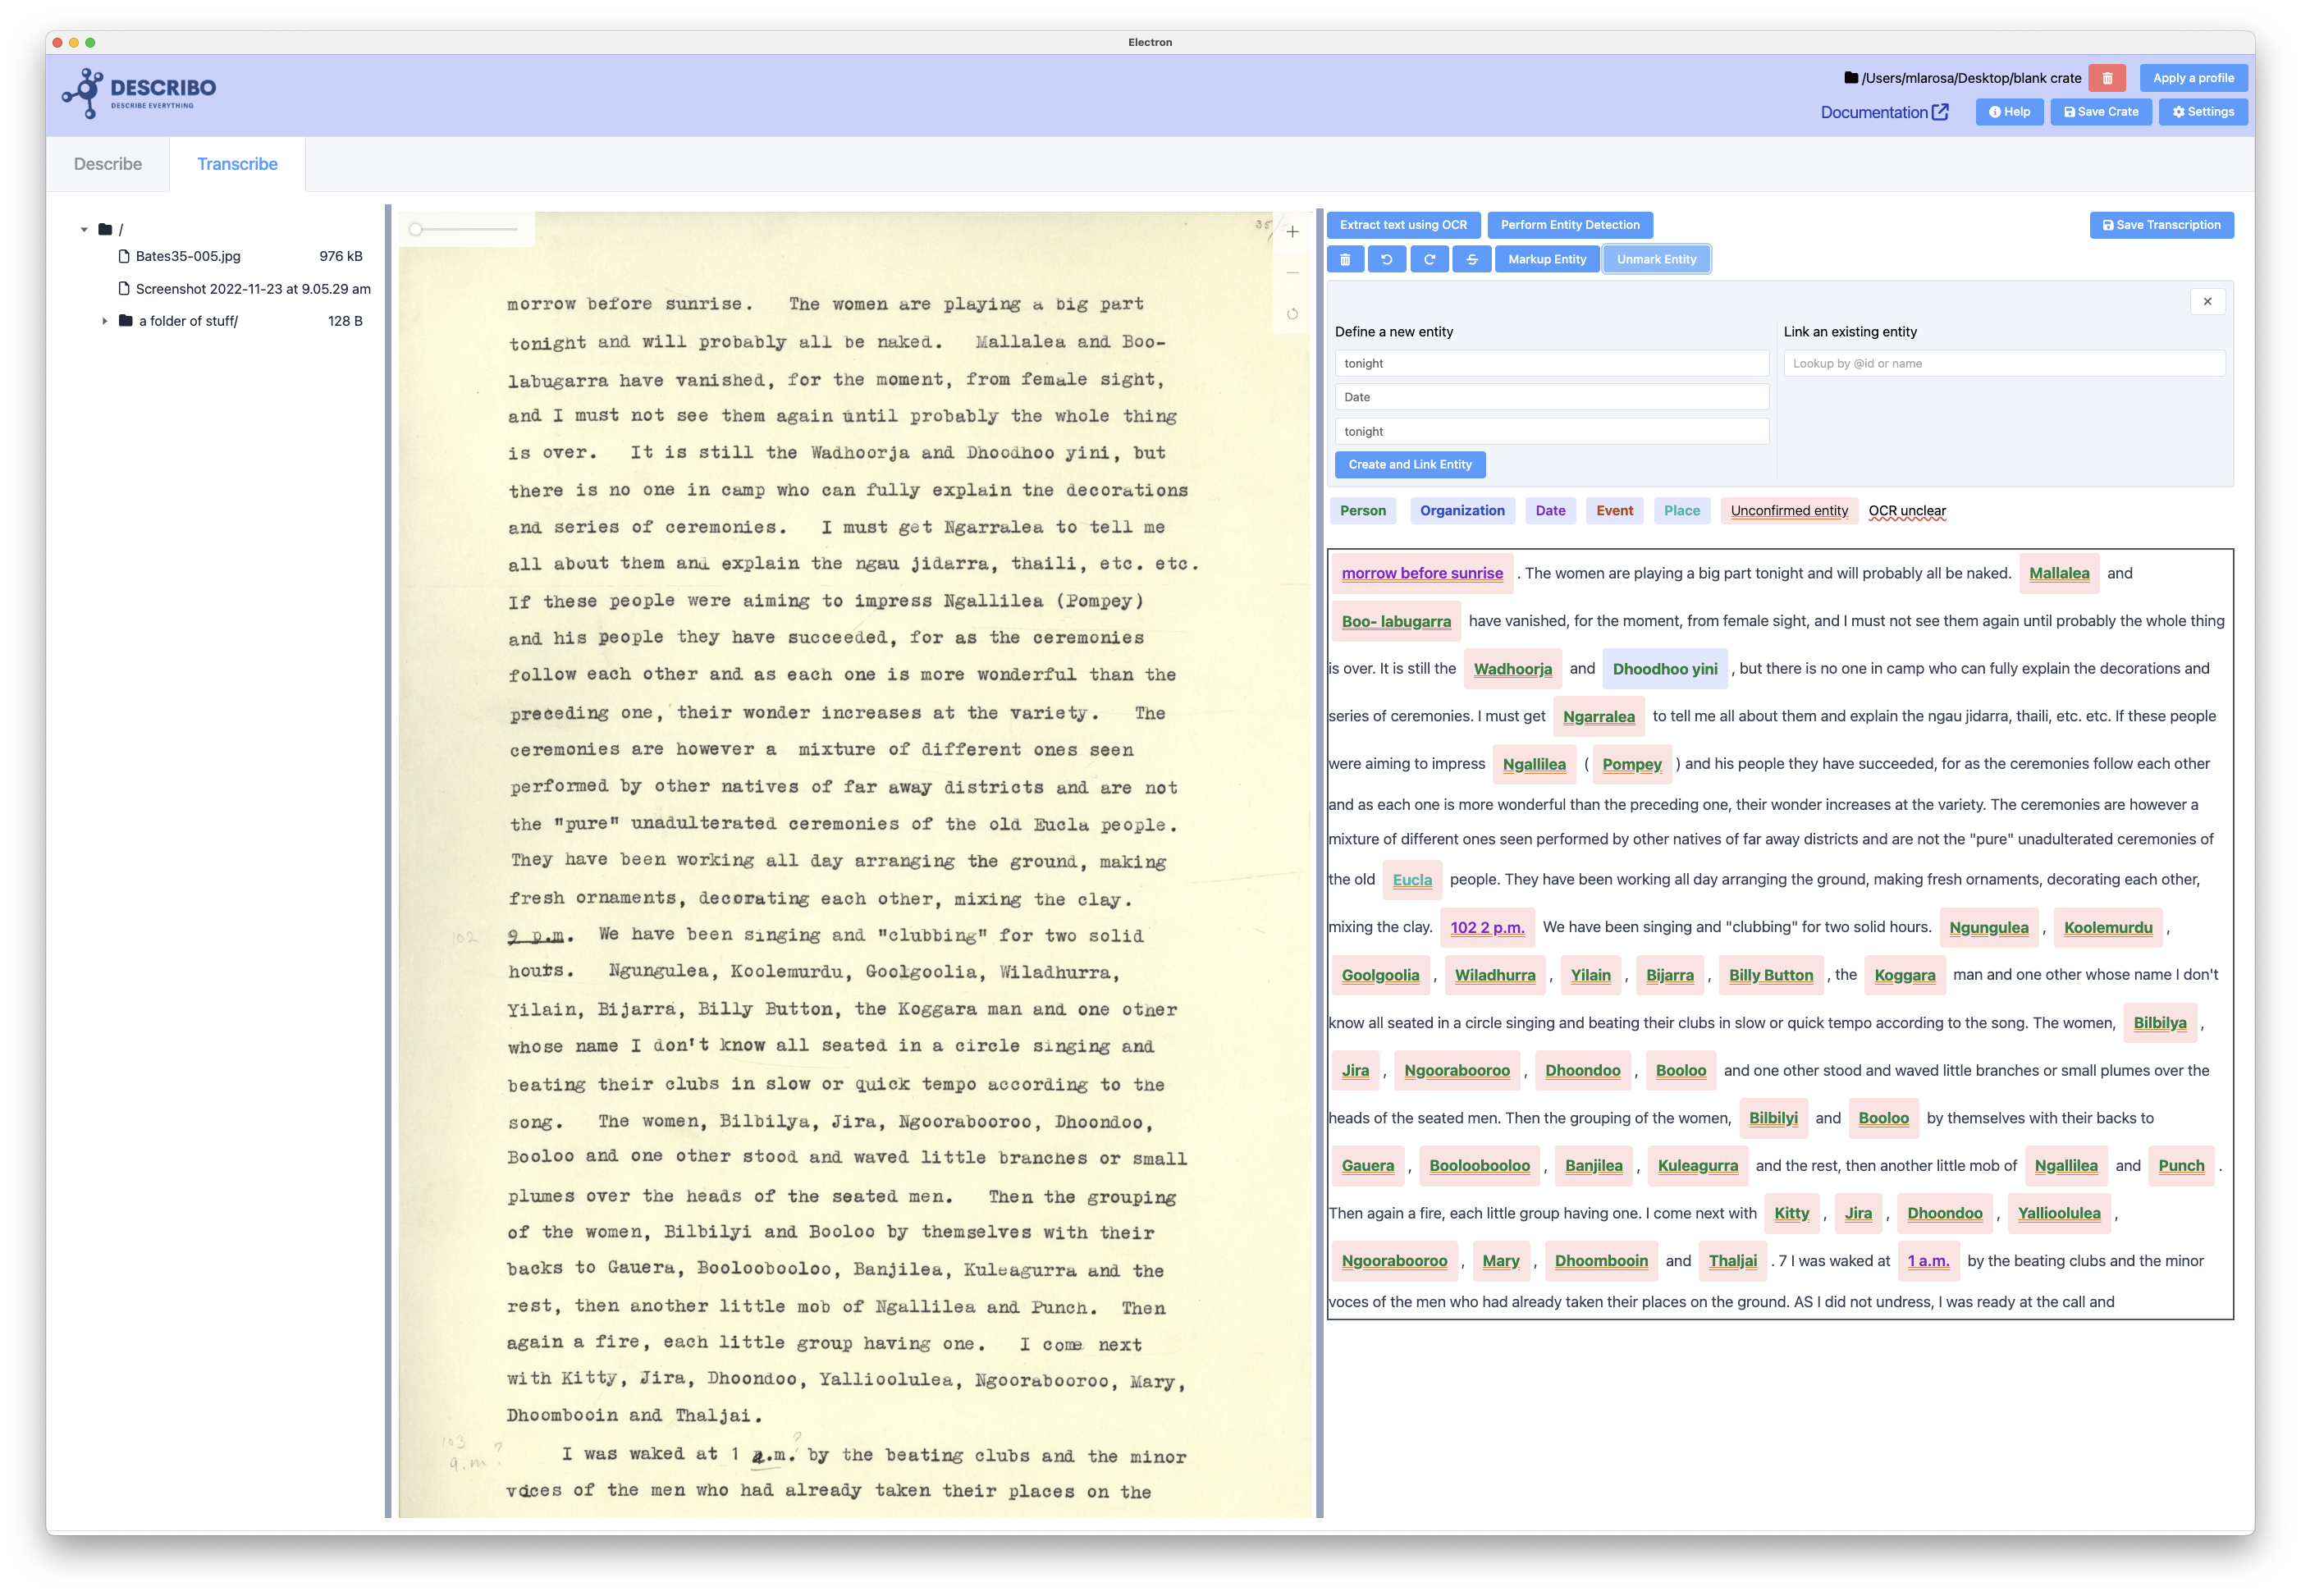 Electron
DESCRIBO
DESCRIBE EVERYTHING
/Users/mlarosa/Desktop/blank crate
Apply a profile
Documentation
Help
Save Crate
Settings
Describe
Transcribe
/
Bates35-005.jpg 976 kB
Screenshot 2022-11-23 at 9.05.29 am
a folder of stuff/ 128 B
35/
morrow before sunrise. The women are playing a big part
tonight and will probably all be naked. Mallalea and Boo-
labugarra have vanished, for the moment, from female sight,
and I must not see them again until probably the whole thing
is over. It is still the Wadhoorja and Dhoodhoo yini, but
there is no one in camp who can fully explain the decorations
and series of ceremonies. I must get Ngarralea to tell me
all about them and explain the ngau jidarra, thaili, etc. etc.
If these people were aiming to impress Ngallilea (Pompey)
and his people they have succeeded, for as the ceremonies
follow each other and as each one is more wonderful than the
preceding one, their wonder increases at the variety. The
ceremonies are however a mixture of different ones seen
performed by other natives of far away districts and are not
the "pure" unadulterated ceremonies of the old Eucla people.
They have been working all day arranging the ground, making
fresh ornaments, decorating each other, mixing the clay.
102 9 p.m. We have been singing and "clubbing" for two solid
hours. Ngungulea, Koolemurdu, Goolgoolia, Wiladhurra,
Yilain, Bijarra, Billy Button, the Koggara man and one other
whose name I don't know all seated in a circle singing and
beating their clubs in slow or quick tempo according to the
song. The women, Bilbilya, Jira, Ngoorabooroo, Dhoondoo,
Booloo and one other stood and waved little branches or small
plumes over the heads of the seated men. Then the grouping
of the women, Bilbilyi and Booloo by themselves with their
backs to Gauera, Booloobooloo, Banjilea, Kuleagurra and the
rest, then another little mob of Ngallilea and Punch. Then
again a fire, each little group having one. I come next
with Kitty, Jira, Dhoondoo, Yallioolulea, Ngoorabooroo, Mary,
Dhoombooin and Thaljai.
103 ?
a.m
I was waked at 1 a.m.? by the beating clubs and the minor
voces of the men who had already taken their places on the
Extract text using OCR
Perform Entity Detection
Save Transcription
Markup Entity
Unmark Entity
Define a new entity
Link an existing entity
tonight
Lookup by @id or name
Date
tonight
Create and Link Entity
Person Organization Date Event Place Unconfirmed entity OCR unclear
morrow before sunrise . The women are playing a big part tonight and will probably all be naked. Mallalea and
Boo- labugarra have vanished, for the moment, from female sight, and I must not see them again until probably the whole thing
is over. It is still the Wadhoorja and Dhoodhoo yini , but there is no one in camp who can fully explain the decorations and
series of ceremonies. I must get Ngarralea to tell me all about them and explain the ngau jidarra, thaili, etc. etc. If these people
were aiming to impress Ngallilea ( Pompey ) and his people they have succeeded, for as the ceremonies follow each other
and as each one is more wonderful than the preceding one, their wonder increases at the variety. The ceremonies are however a
mixture of different ones seen performed by other natives of far away districts and are not the "pure" unadulterated ceremonies of
the old Eucla people. They have been working all day arranging the ground, making fresh ornaments, decorating each other,
mixing the clay. 102 2 p.m. We have been singing and "clubbing" for two solid hours. Ngungulea , Koolemurdu ,
Goolgoolia , Wiladhurra , Yilain , Bijarra , Billy Button , the Koggara man and one other whose name I don't
know all seated in a circle singing and beating their clubs in slow or quick tempo according to the song. The women, Bilbilya ,
Jira , Ngoorabooroo , Dhoondoo , Booloo and one other stood and waved little branches or small plumes over the
heads of the seated men. Then the grouping of the women, Bilbilyi and Booloo by themselves with their backs to
Gauera , Booloobooloo , Banjilea , Kuleagurra and the rest, then another little mob of Ngallilea and Punch .
Then again a fire, each little group having one. I come next with Kitty , Jira , Dhoondoo , Yallioolulea ,
Ngoorabooroo , Mary , Dhoombooin and Thaljai . 7 I was waked at 1 a.m. by the beating clubs and the minor
voces of the men who had already taken their places on the ground. AS I did not undress, I was ready at the call and